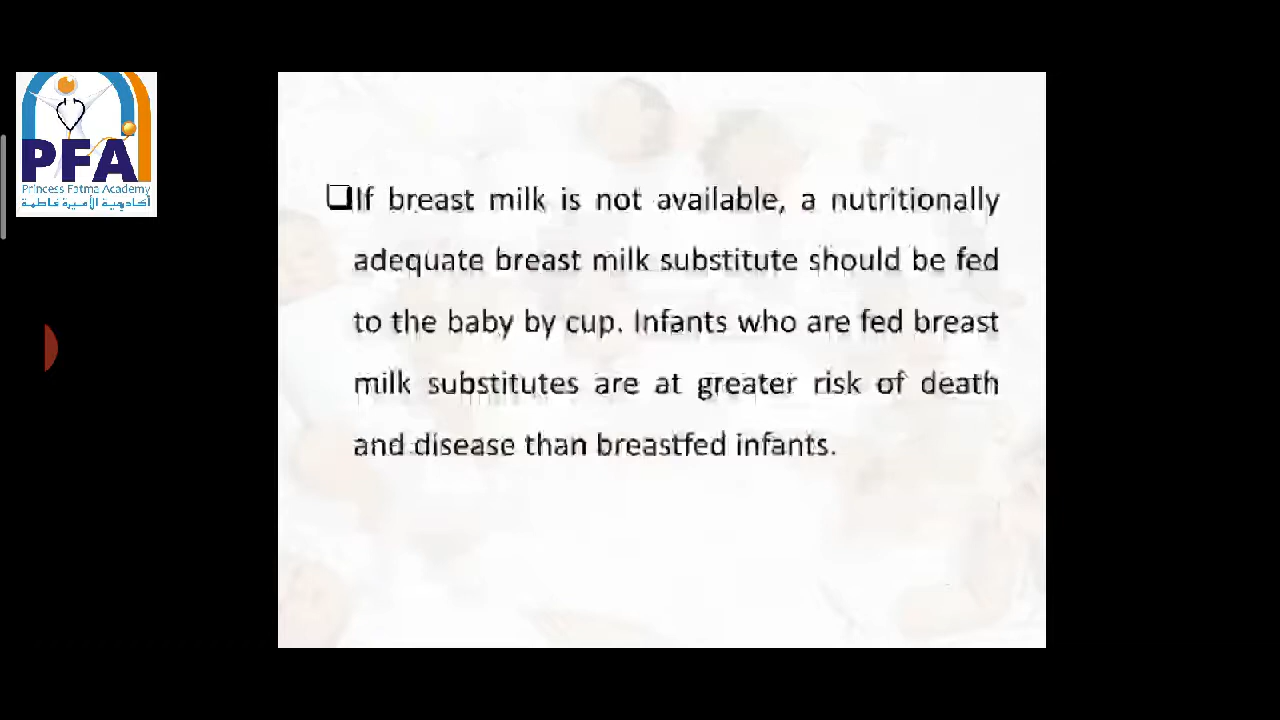 PFA
Princess Fatma Academy
أكاديمية الأميرة فاطمة
If breast milk is not available, a nutritionally
adequate breast milk substitute should be fed
to the baby by cup. Infants who are fed breast
milk substitutes are at greater risk of death
and disease than breastfed infants.